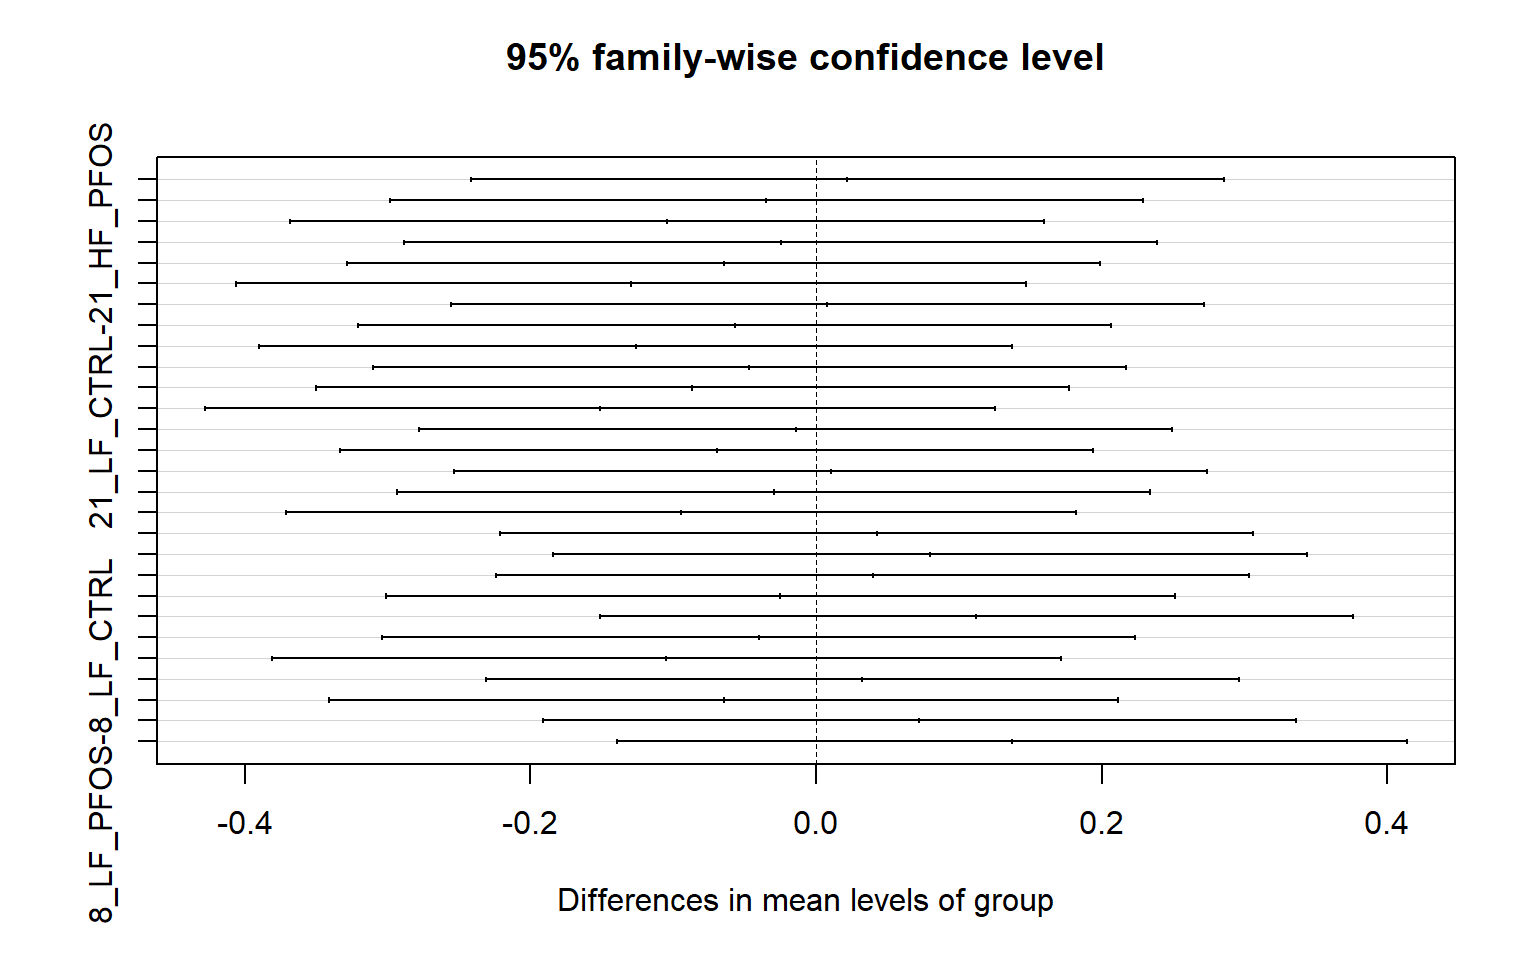 95% family-wise confidence level
21_LF_CTRL-21_HF_PFOS
8_LF_PFOS-8_LF_CTRL
-0.4 -0.2 0.0 0.2 0.4
Differences in mean levels of group